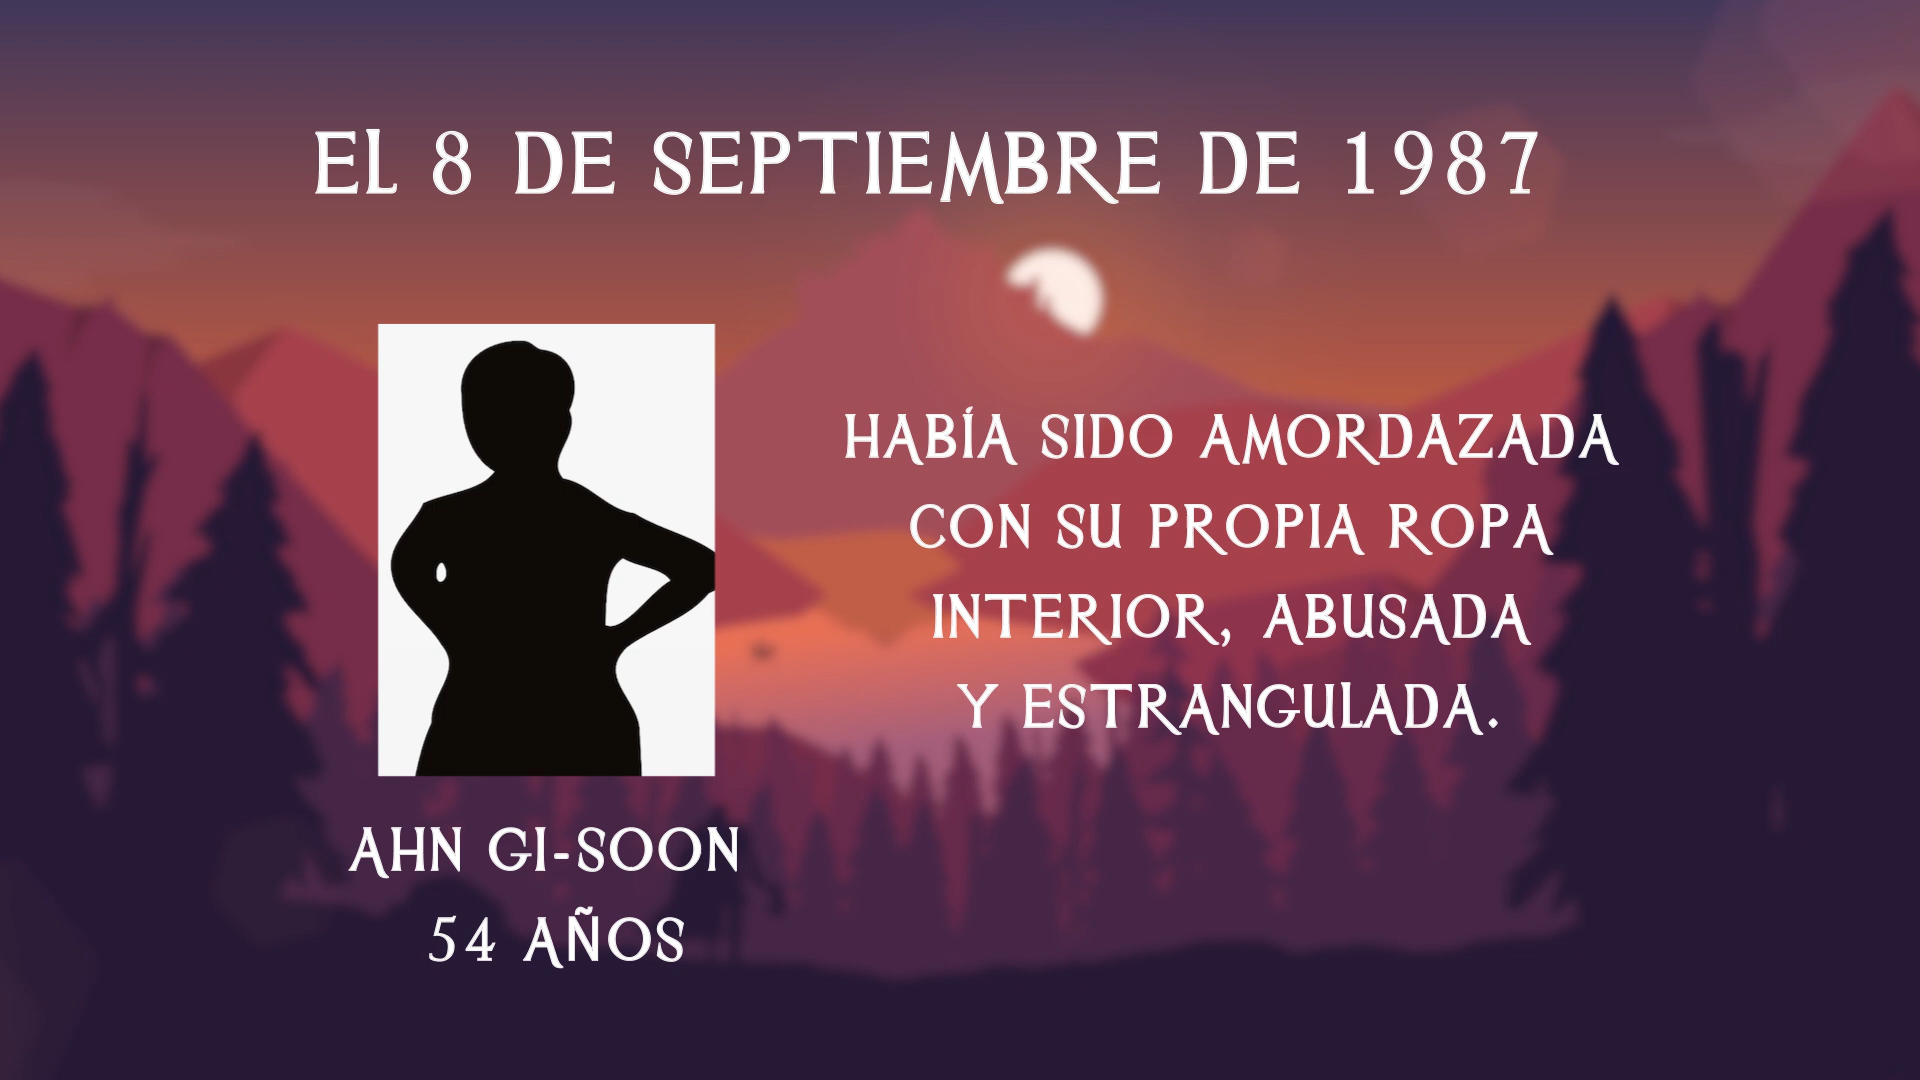 EL 8 DE SEPTIEMBRE DE 1987
HABÍA SIDO AMORDAZADA
CON SU PROPIA ROPA
INTERIOR, ABUSADA
Y ESTRANGULADA.
AHN GI-SOON
54 AÑOS